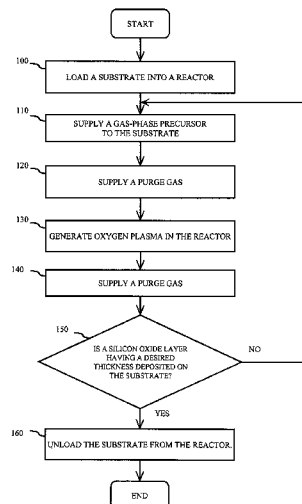 START
100
LOAD A SUBSTRATE INTO A REACTOR
110
SUPPLY A GAS-PHASE PRECURSOR
TO THE SUBSTRATE
120
SUPPLY A PURGE GAS
130
GENERATE OXYGEN PLASMA IN THE REACTOR
140
SUPPLY A PURGE GAS
150
IS A SILICON OXIDE LAYER
HAVING A DESIRED
THICKNESS DEPOSITED ON
THE SUBSTRATE?
NO
YES
160
UNLOAD THE SUBSTRATE FROM THE REACTOR.
END